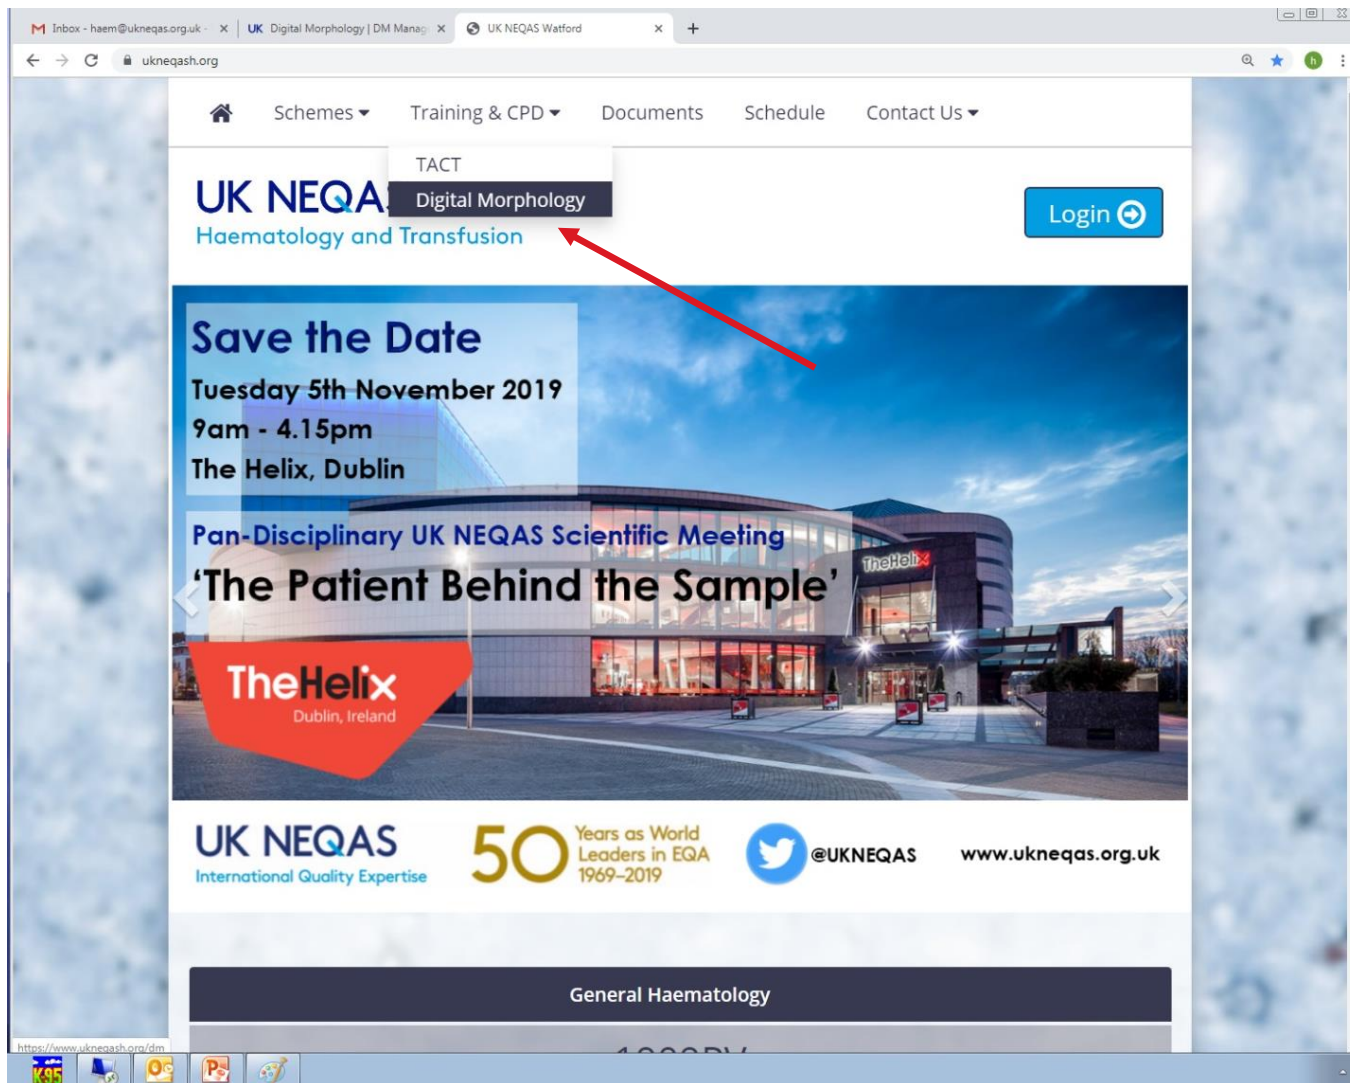 Inbox - haem@ukneqas.org.uk -
UK Digital Morphology | DM Manag
UK NEQAS Watford
ukneqash.org
h
Schemes
Training & CPD
Documents
Schedule
Contact Us
TACT
Digital Morphology
UK NEQAS
Haematology and Transfusion
Login
Save the Date
Tuesday 5th November 2019
9am - 4.15pm
The Helix, Dublin
Pan-Disciplinary UK NEQAS Scientific Meeting
‘The Patient Behind the Sample’
TheHelix
TheHelix
Dublin, Ireland
UK NEQAS
International Quality Expertise
50
Years as World
Leaders in EQA
1969–2019
@UKNEQAS
www.ukneqas.org.uk
General Haematology
https://www.ukneqash.org/dm
K95